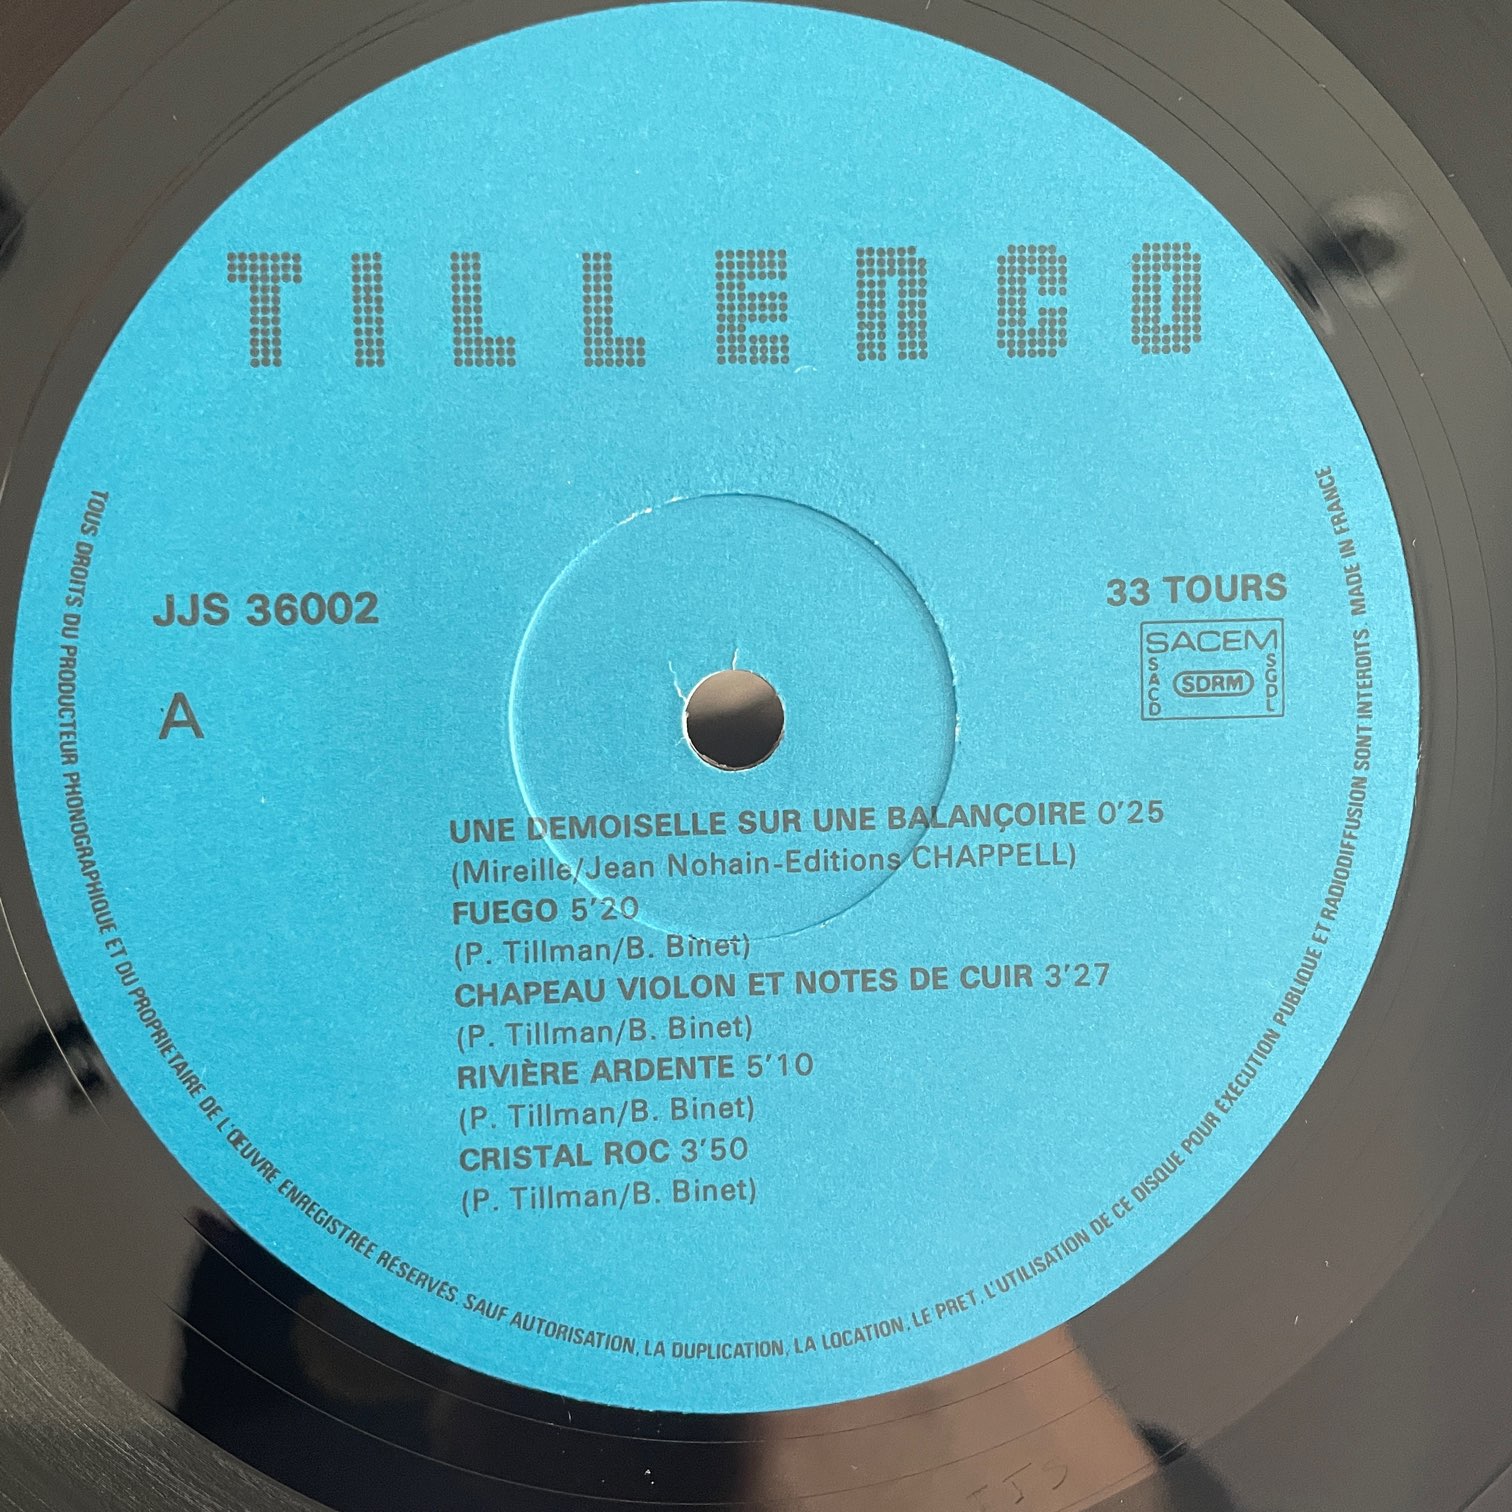 TILLENCO
JJS 36002
33 TOURS
SACEM
SACD
SDRM
SGDL
A
UNE DEMOISELLE SUR UNE BALANÇOIRE 0'25
(Mireille/Jean Nohain-Editions CHAPPELL)
FUEGO 5'20
(P. Tillman/B. Binet)
CHAPEAU VIOLON ET NOTES DE CUIR 3'27
(P. Tillman/B. Binet)
RIVIÈRE ARDENTE 5'10
(P. Tillman/B. Binet)
CRISTAL ROC 3'50
(P. Tillman/B. Binet)
TOUS DROITS DU PRODUCTEUR PHONOGRAPHIQUE ET DU PROPRIETAIRE DE L'ŒUVRE ENREGISTRÉE RÉSERVÉS. SAUF AUTORISATION, LA DUPLICATION, LA LOCATION, LE PRET, L'UTILISATION DE CE DISQUE POUR EXECUTION PUBLIQUE ET RADIODIFFUSION SONT INTERDITS MADE IN FRANCE
JJS